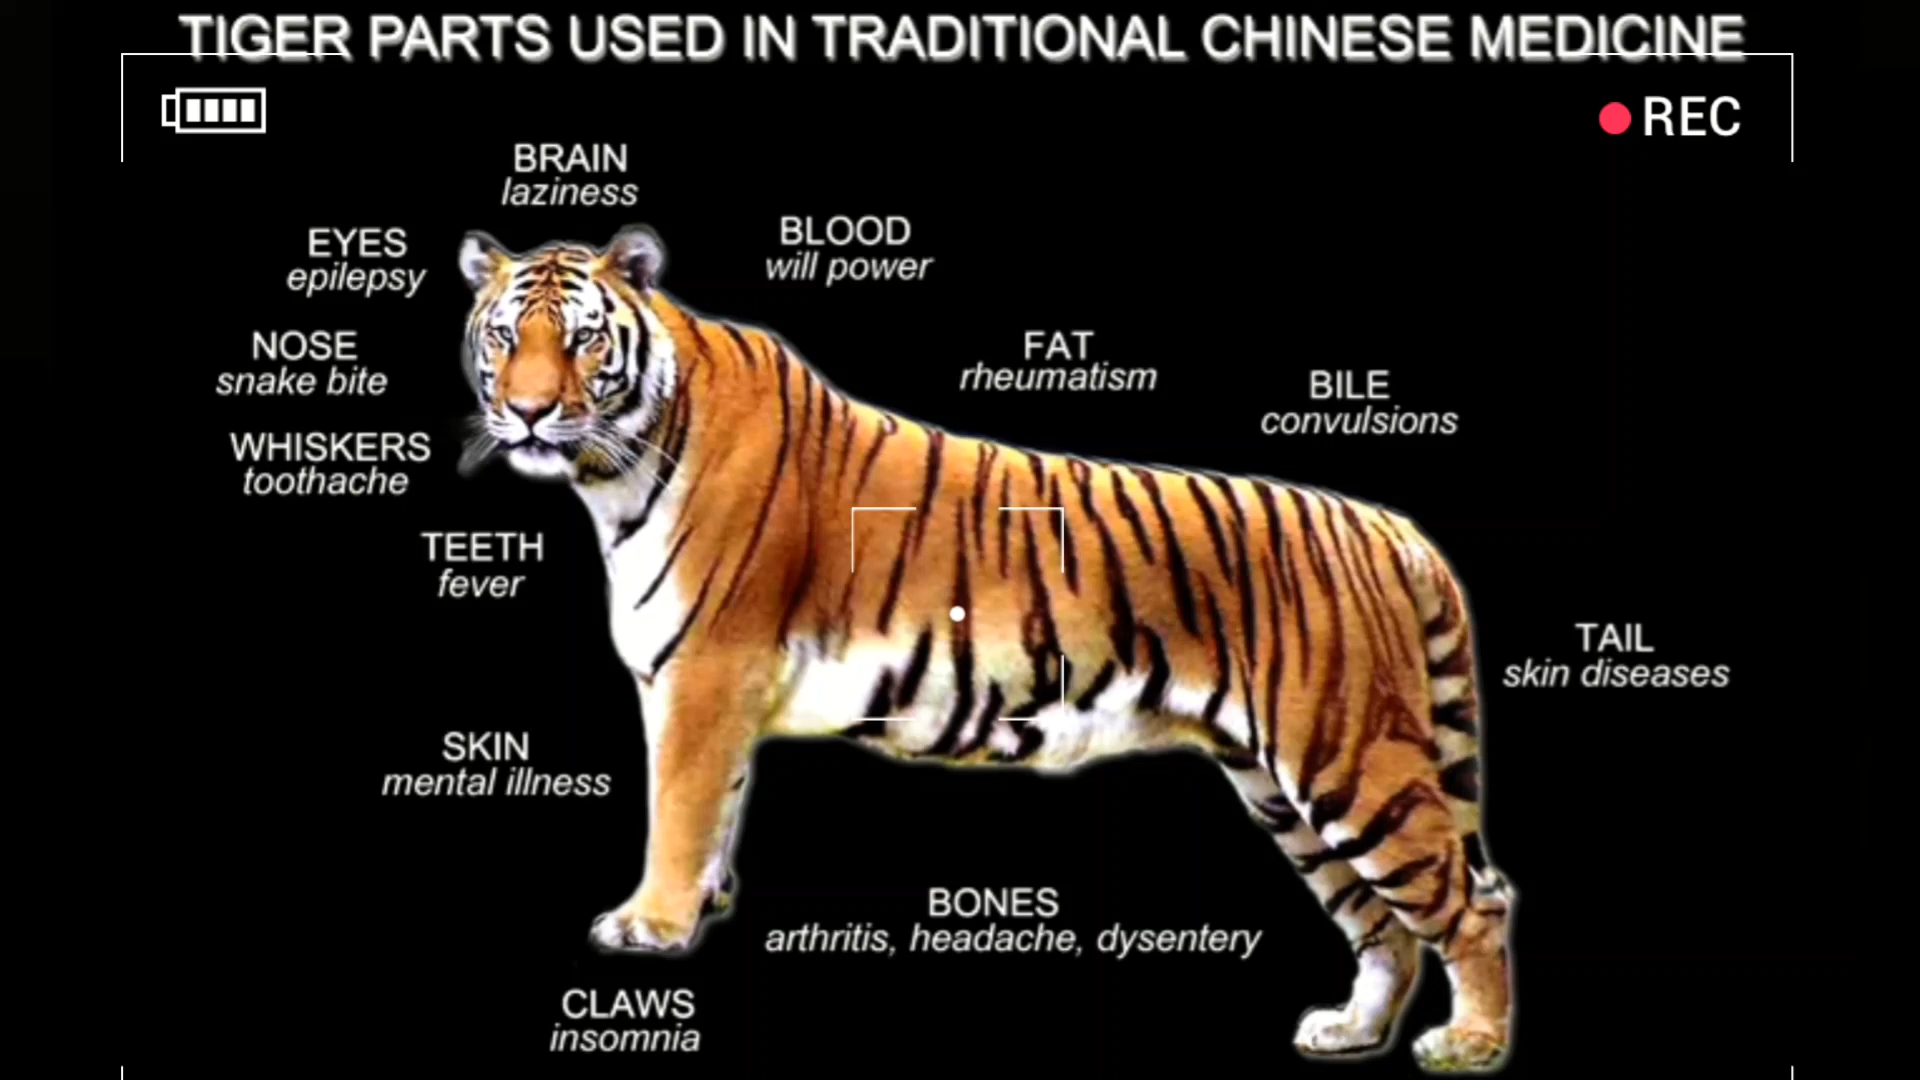 TIGER PARTS USED IN TRADITIONAL CHINESE MEDICINE
REC
BRAIN
laziness
BLOOD
will power
EYES
epilepsy
NOSE
snake bite
FAT
rheumatism
BILE
convulsions
WHISKERS
toothache
TEETH
fever
TAIL
skin diseases
SKIN
mental illness
BONES
arthritis, headache, dysentery
CLAWS
insomnia